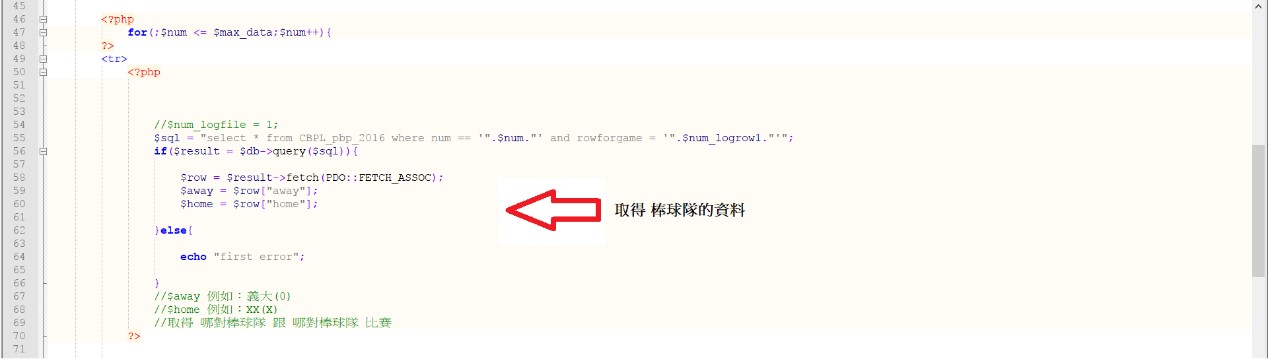 45
46 <?php
47 for(;$num <= $max_data;$num++){
48 ?>
49 <tr>
50 <?php
51
52
53
54 //$num_logfile = 1;
55 $sql = "select * from CBPL_pbp_2016 where num == '".$num."' and rowforgame = '".$num_logrow1."'";
56 if($result = $db->query($sql)){
57
58 $row = $result->fetch(PDO::FETCH_ASSOC);
59 $away = $row["away"];
60 $home = $row["home"];
取得 棒球隊的資料
61
62 }else{
63
64 echo "first error";
65
66 }
67 //$away 例如：義大(0)
68 //$home 例如：XX(X)
69 //取得 哪對棒球隊 跟 哪對棒球隊 比賽
70 ?>
71